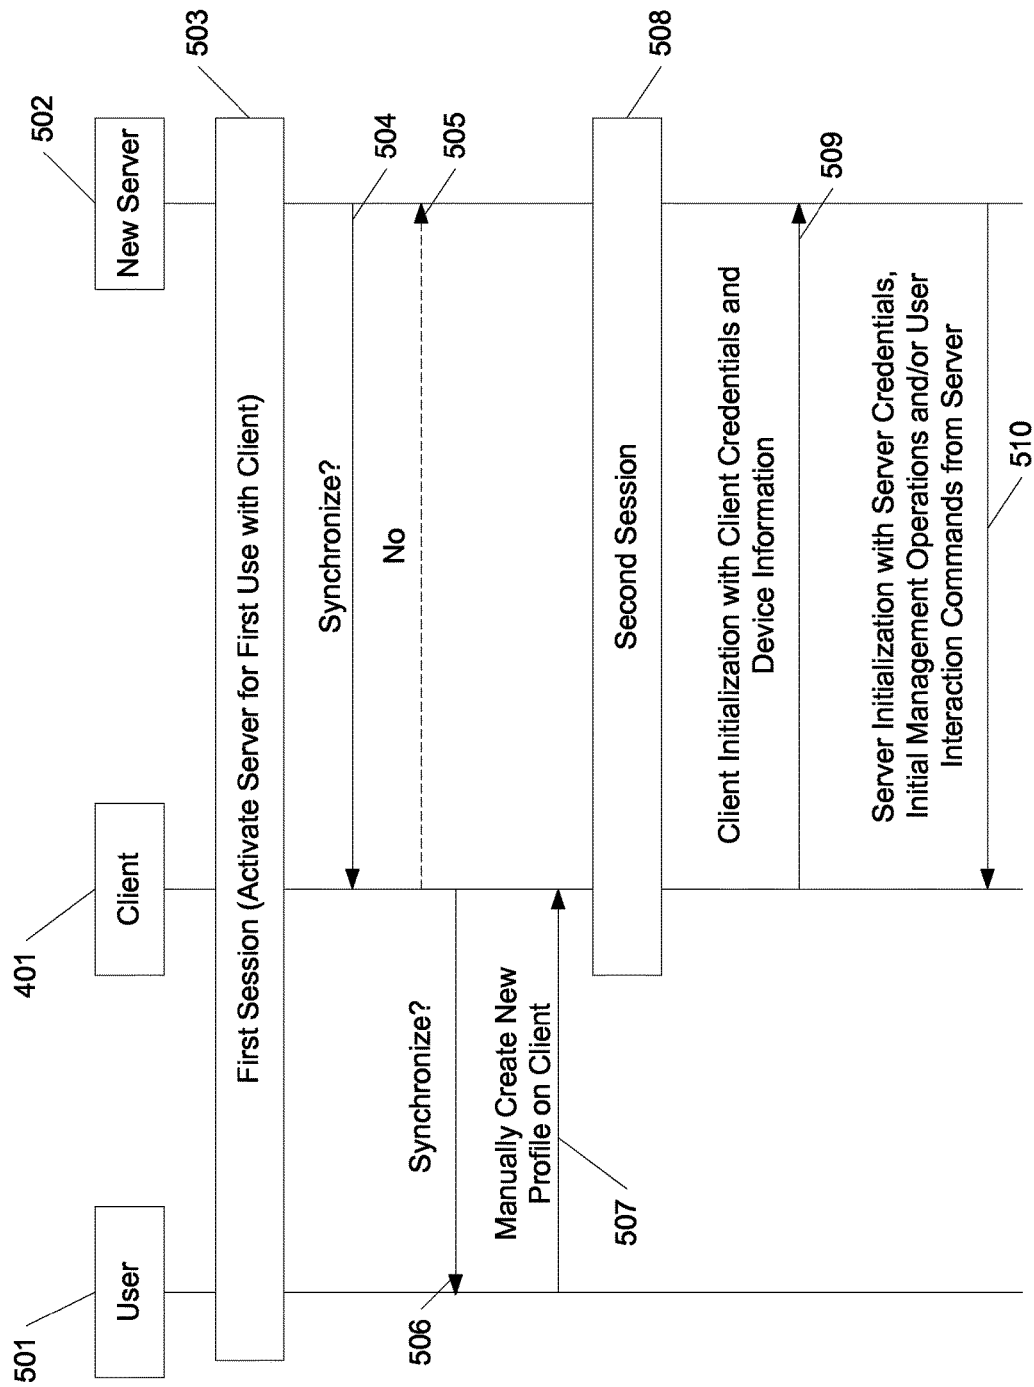 501
User
401
Client
502
New Server
503
First Session (Activate Server for First Use with Client)
Synchronize?
504
No
505
506
Synchronize?
Manually Create New
Profile on Client
507
508
Second Session
Client Initialization with Client Credentials and
Device Information
509
Server Initialization with Server Credentials,
Initial Management Operations and/or User
Interaction Commands from Server
510